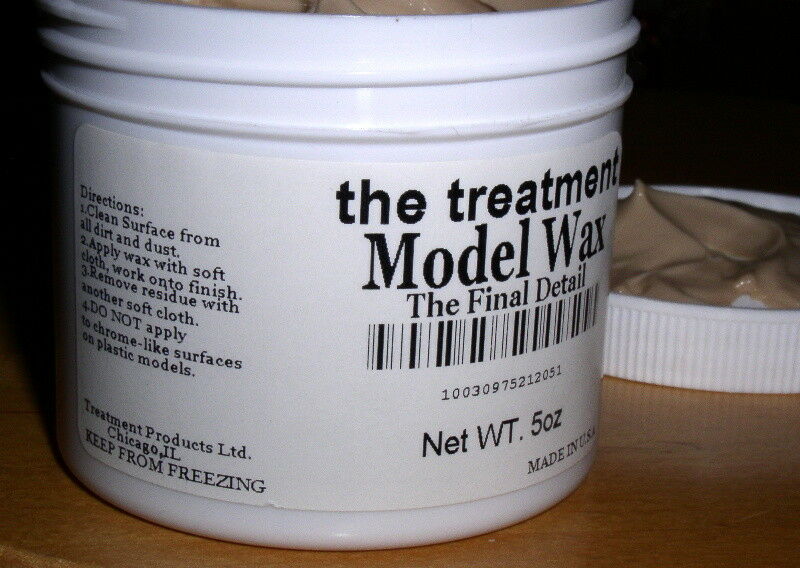 Directions:
1.Clean Surface from
all dirt and dust.
2.Apply wax with soft
cloth, work onto finish.
3.Remove residue with
another soft cloth.
4.DO NOT apply
to chrome-like surfaces
on plastic models.
Treatment Products Ltd.
Chicago,IL
KEEP FROM FREEZING
the treatment
Model Wax
The Final Detail
10030975212051
Net WT. 5oz
MADE IN U.S.A.